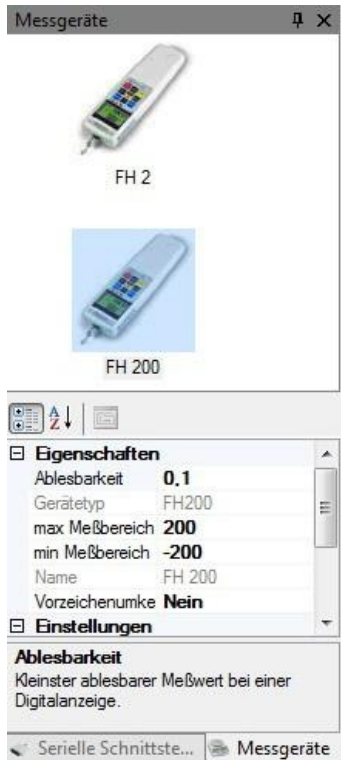 Messgeräte
FH 2
FH 200
Eigenschaften
Ablesbarkeit 0,1
Gerätetyp FH200
max Meßbereich 200
min Meßbereich -200
Name FH 200
Vorzeichenumke Nein
Einstellungen
Ablesbarkeit
Kleinster ablesbarer Meßwert bei einer
Digitalanzeige.
Serielle Schnittste... Messgeräte